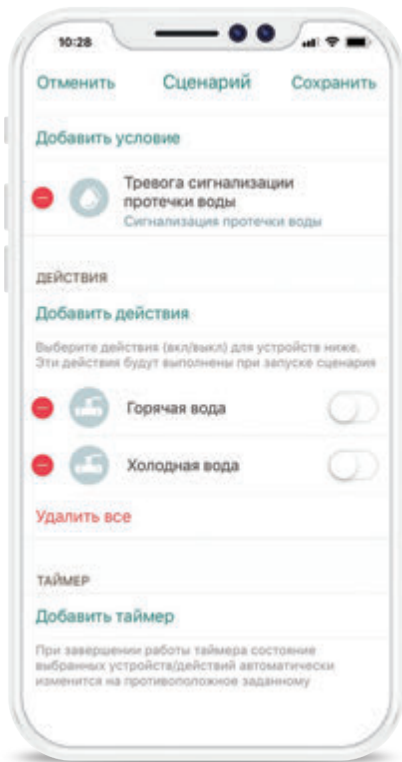 10:28
Отменить Сценарий Сохранить
Добавить условие
Тревога сигнализации
протечки воды
Сигнализация протечки воды
ДЕЙСТВИЯ
Добавить действия
Выберите действия (вкл/выкл) для устройств ниже.
Эти действия будут выполнены при запуске сценария
Горячая вода
Холодная вода
Удалить все
ТАЙМЕР
Добавить таймер
При завершении работы таймера состояние
выбранных устройств/действий автоматически
изменится на противоположное заданному